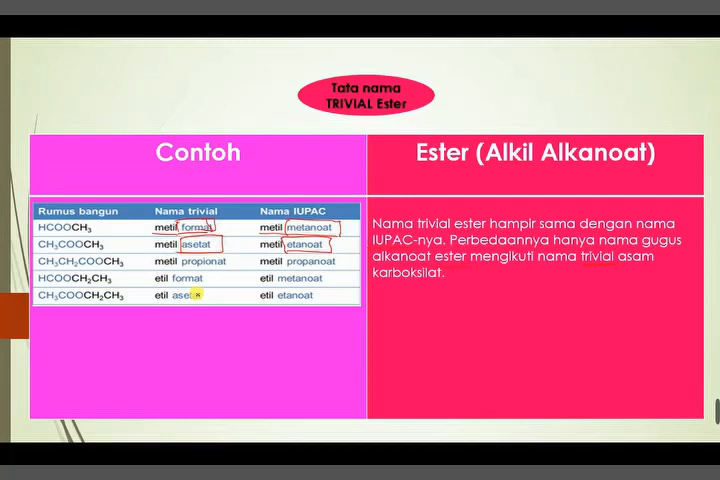 Tata nama
TRIVIAL Ester
Contoh
Ester (Alkil Alkanoat)
Rumus bangun Nama trivial Nama IUPAC
HCOOCH₃ metil format metil metanoat
CH₃COOCH₃ metil asetat metil etanoat
CH₃CH₂COOCH₃ metil propionat metil propanoat
HCOOCH₂CH₃ etil format etil metanoat
CH₃COOCH₂CH₃ etil asetat etil etanoat
Nama trivial ester hampir sama dengan nama
IUPAC-nya. Perbedaannya hanya nama gugus
alkanoat ester mengikuti nama trivial asam
karboksilat.